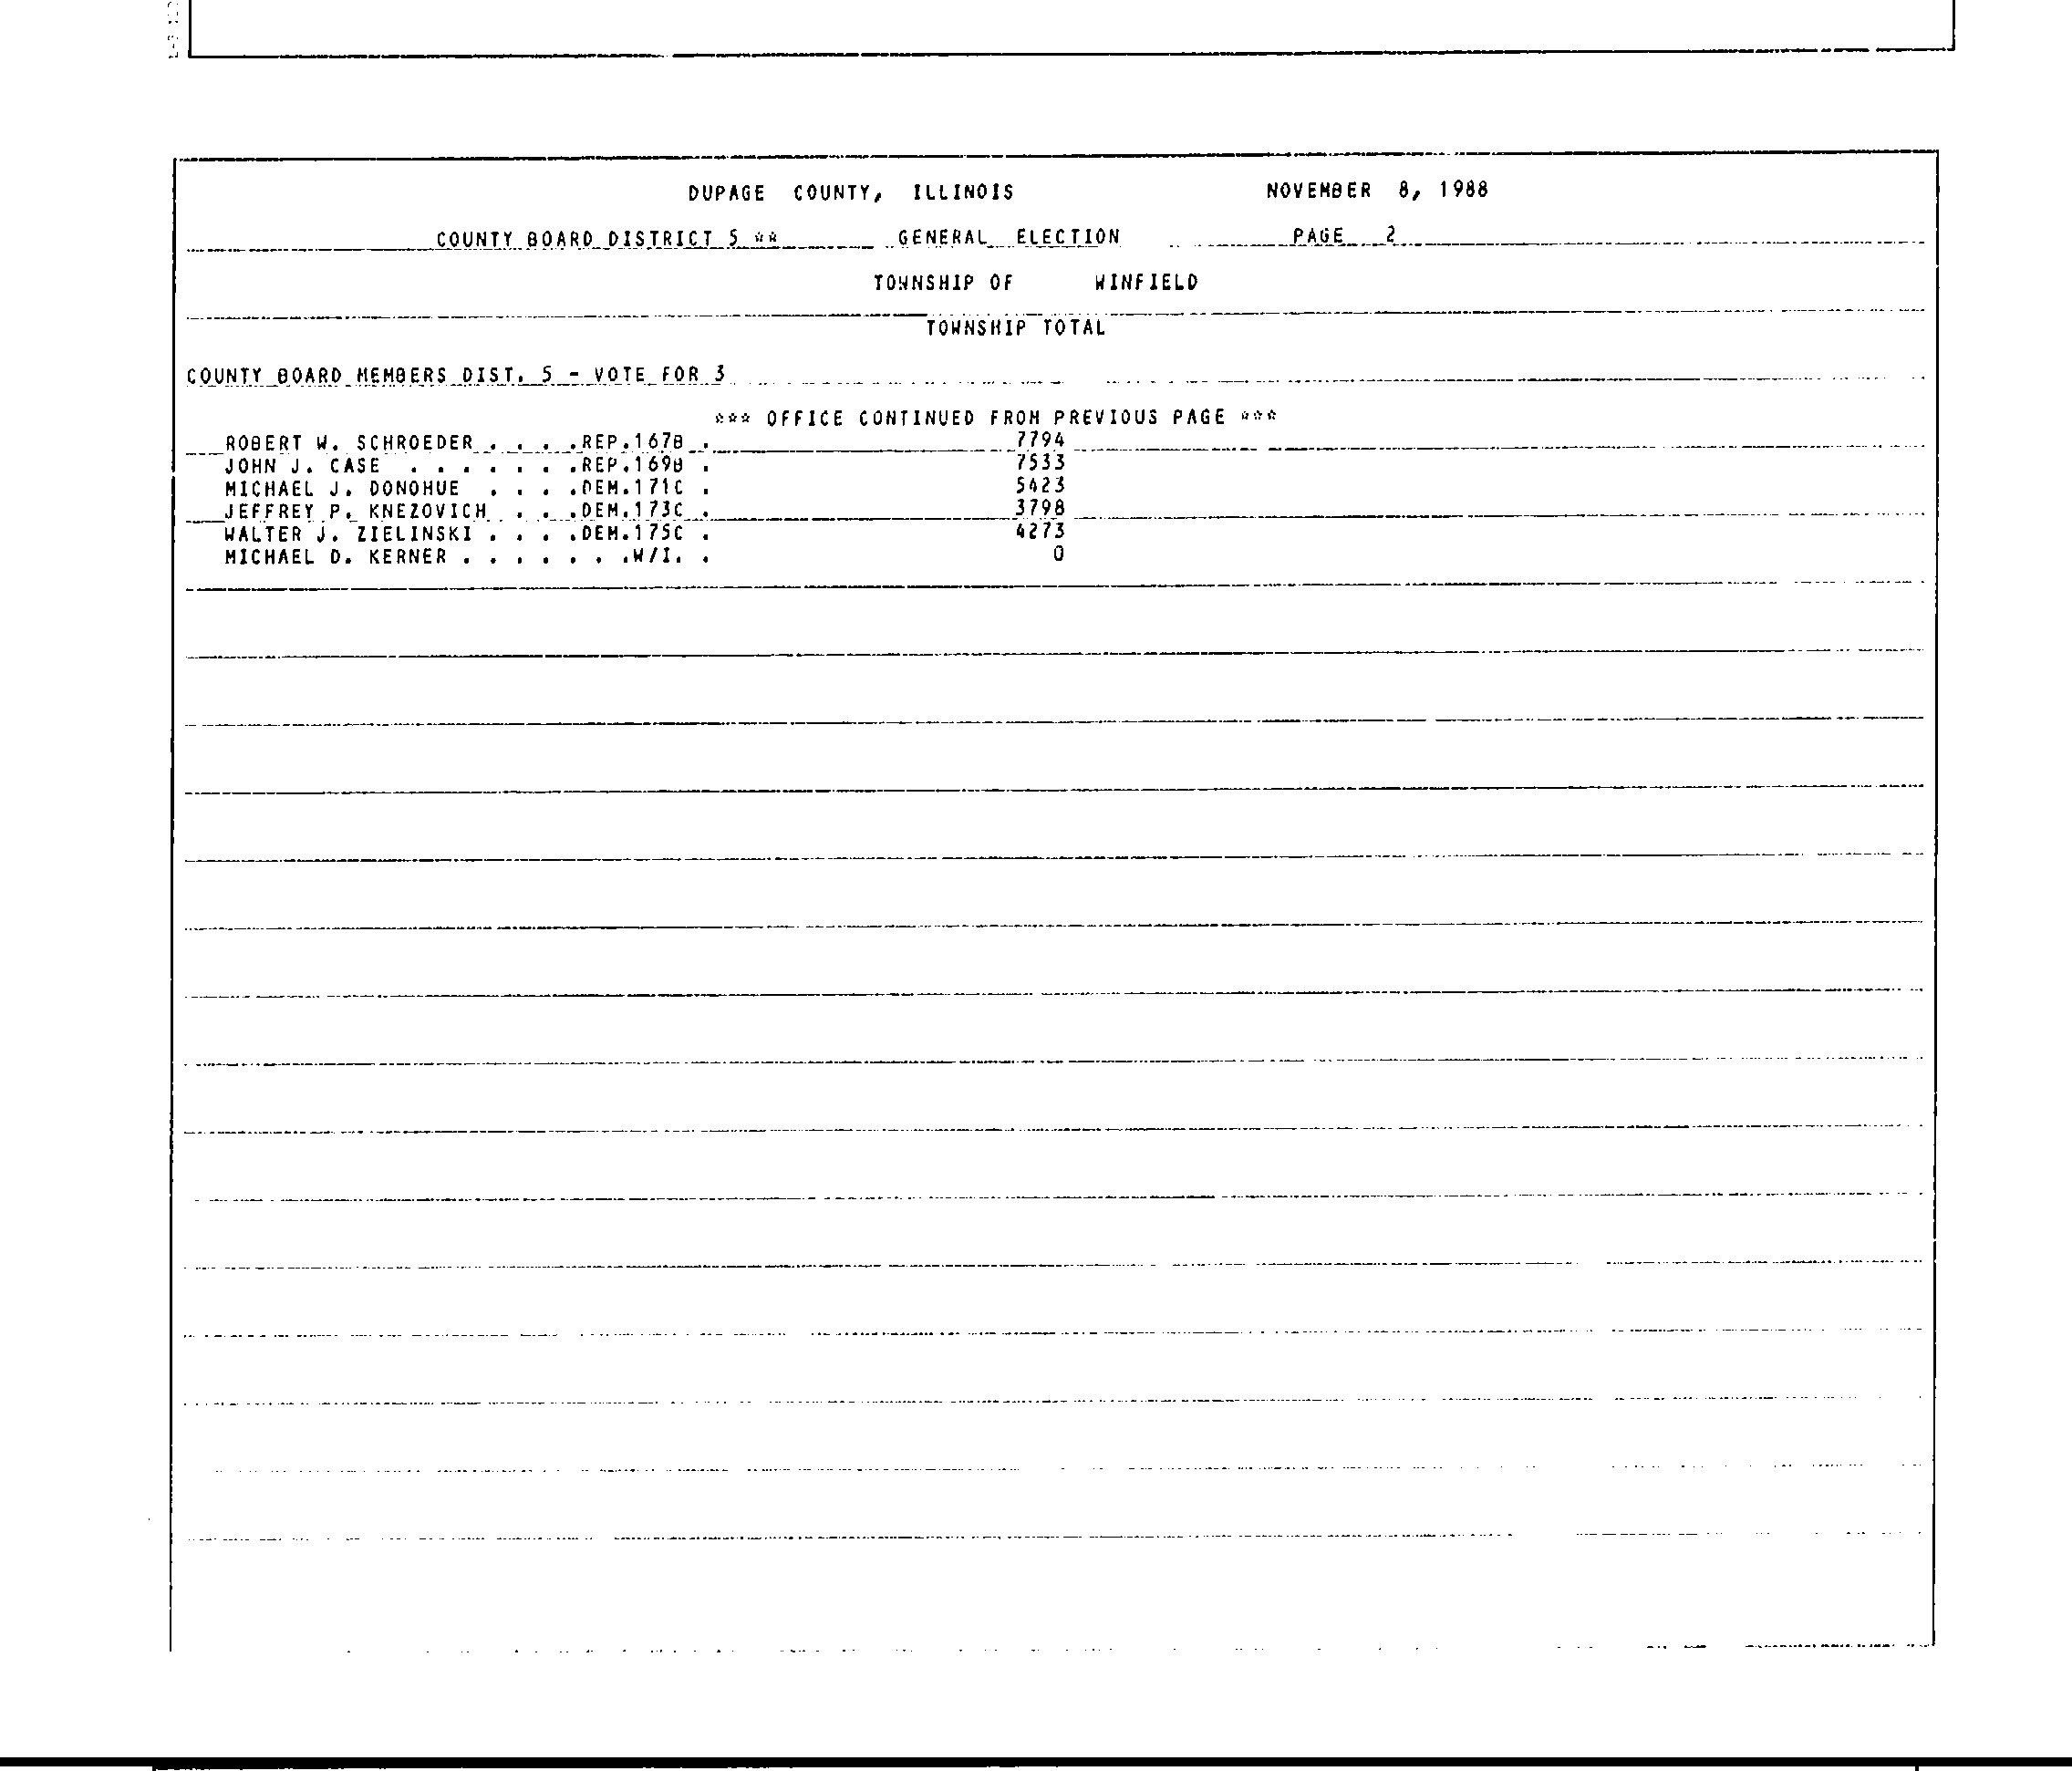 DUPAGE COUNTY, ILLINOIS NOVEMBER 8, 1988
COUNTY BOARD DISTRICT 5 ** GENERAL ELECTION PAGE 2
TOWNSHIP OF WINFIELD
TOWNSHIP TOTAL
COUNTY BOARD MEMBERS DIST. 5 - VOTE FOR 3
*** OFFICE CONTINUED FROM PREVIOUS PAGE ***
ROBERT W. SCHROEDER . . . .REP.167B . 7794
JOHN J. CASE . . . . . . .REP.169B . 7533
MICHAEL J. DONOHUE . . . .DEM.171C . 5423
JEFFREY P. KNEZOVICH . . .DEM.173C . 3798
WALTER J. ZIELINSKI . . . .DEM.175C . 4273
MICHAEL D. KERNER . . . . . . .W/I. . 0